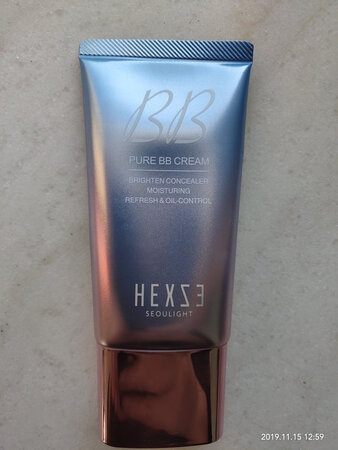 BB
PURE BB CREAM
BRIGHTEN CONCEALER
MOISTURING
REFRESH & OIL-CONTROL
HEXZE
SEOULIGHT
2019.11.15 12:59